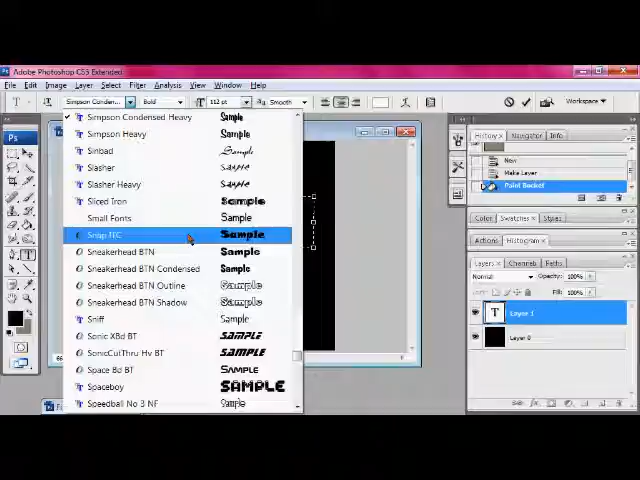 Adobe Photoshop CS3 Extended
File Edit Image Layer Select Filter Analysis View Window Help
Simpson Conden... Bold 112 pt Smooth Workspace
Simpson Condensed Heavy Sample
Simpson Heavy Sample
Sinbad Sample
Slasher Sample
Slasher Heavy Sample
Sliced Iron Sample
Small Fonts Sample
Snap ITC Sample
Sneakerhead BTN Sample
Sneakerhead BTN Condensed Sample
Sneakerhead BTN Outline Sample
Sneakerhead BTN Shadow Sample
Sniff Sample
Sonic XBd BT SAMPLE
SonicCutThru Hv BT SAMPLE
Space Bd BT SAMPLE
Spaceboy SAMPLE
Speedball No 3 NF Sample
History Navigator Info
New
Make Layer
Paint Bucket
Color Swatches Styles
Actions Histogram
Layers Channels Paths
Normal Opacity: 100%
Lock: Fill: 100%
T Layer 1
Layer 0